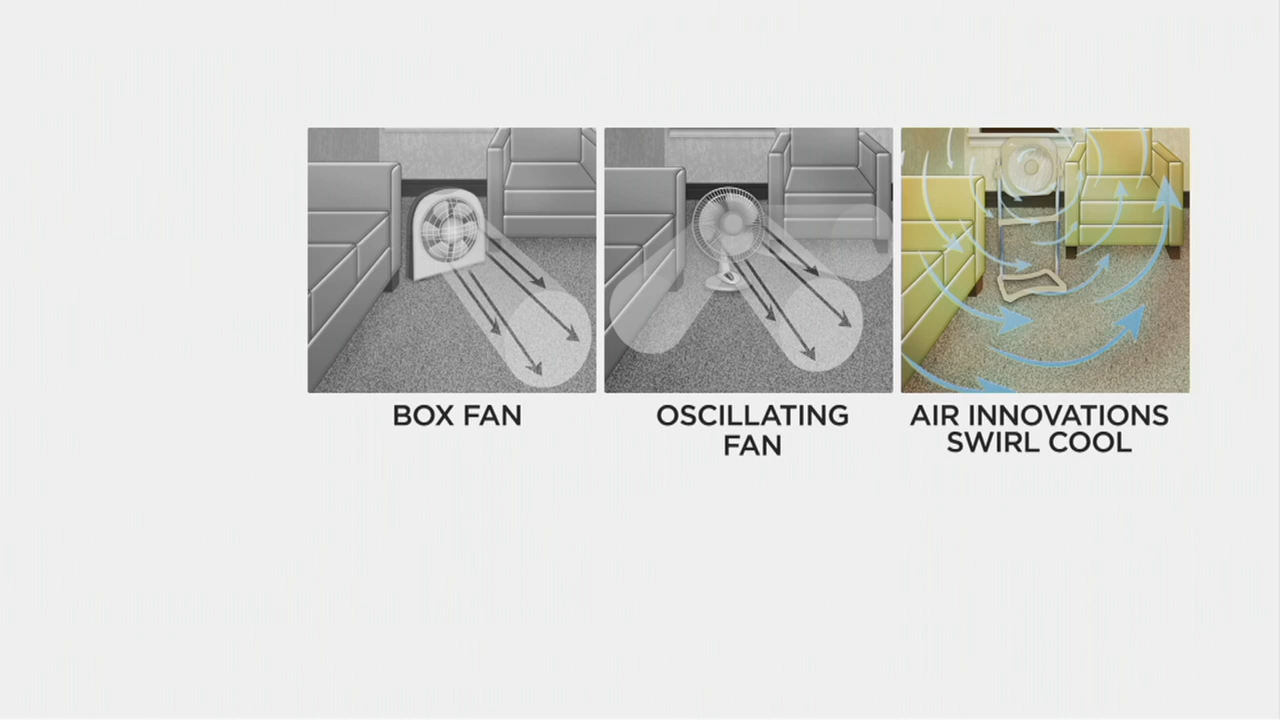 BOX FAN
OSCILLATING
FAN
AIR INNOVATIONS
SWIRL COOL